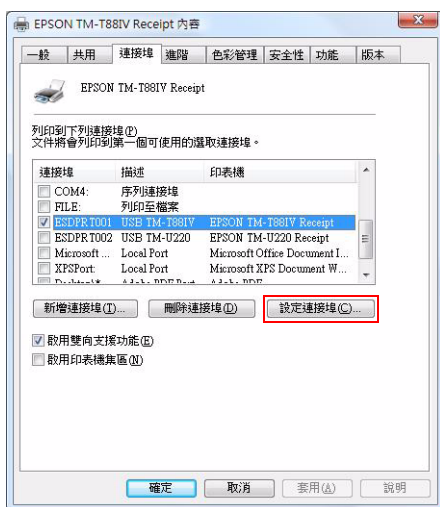 EPSON TM-T88IV Receipt 內容
一般 共用 連接埠 進階 色彩管理 安全性 功能 版本
EPSON TM-T88IV Receipt
列印到下列連接埠(P)
文件將會列印到第一個可使用的選取連接埠。
連接埠 描述 印表機
COM4: 序列連接埠
FILE: 列印至檔案
ESDPRT001 USB TM-T88IV EPSON TM-T88IV Receipt
ESDPRT002 USB TM-U220 EPSON TM-U220 Receipt
Microsoft ... Local Port Microsoft Office Document I...
XPSPort: Local Port Microsoft XPS Document W...
新增連接埠(T)... 刪除連接埠(D) 設定連接埠(C)...
啟用雙向支援功能(E)
啟用印表機集區(N)
確定 取消 套用(A) 說明